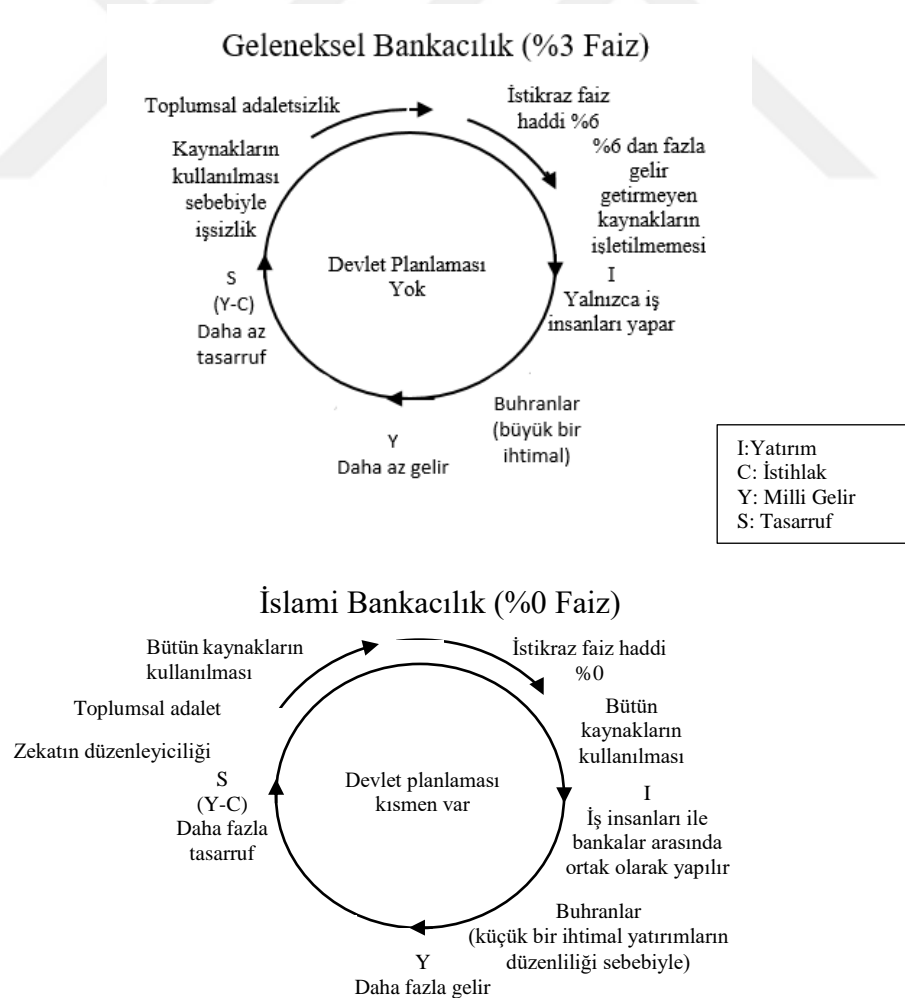 Geleneksel Bankacılık (%3 Faiz)
Toplumsal adaletsizlik
İstikraz faiz
haddi %6
%6 dan fazla
gelir
getirmeyen
kaynakların
işletilmemesi
Kaynakların
kullanılması
sebebiyle
işsizlik
Devlet Planlaması
Yok
I
Yalnızca iş
insanları yapar
S
(Y-C)
Daha az
tasarruf
Buhranlar
(büyük bir
ihtimal)
Y
Daha az gelir
I:Yatırım
C: İstihlak
Y: Milli Gelir
S: Tasarruf
İslami Bankacılık (%0 Faiz)
Bütün kaynakların
kullanılması
İstikraz faiz haddi
%0
Toplumsal adalet
Bütün
kaynakların
kullanılması
Zekatın düzenleyiciliği
S
(Y-C)
Daha fazla
tasarruf
Devlet planlaması
kısmen var
I
İş insanları ile
bankalar arasında
ortak olarak yapılır
Buhranlar
(küçük bir ihtimal yatırımların
düzenliliği sebebiyle)
Y
Daha fazla gelir